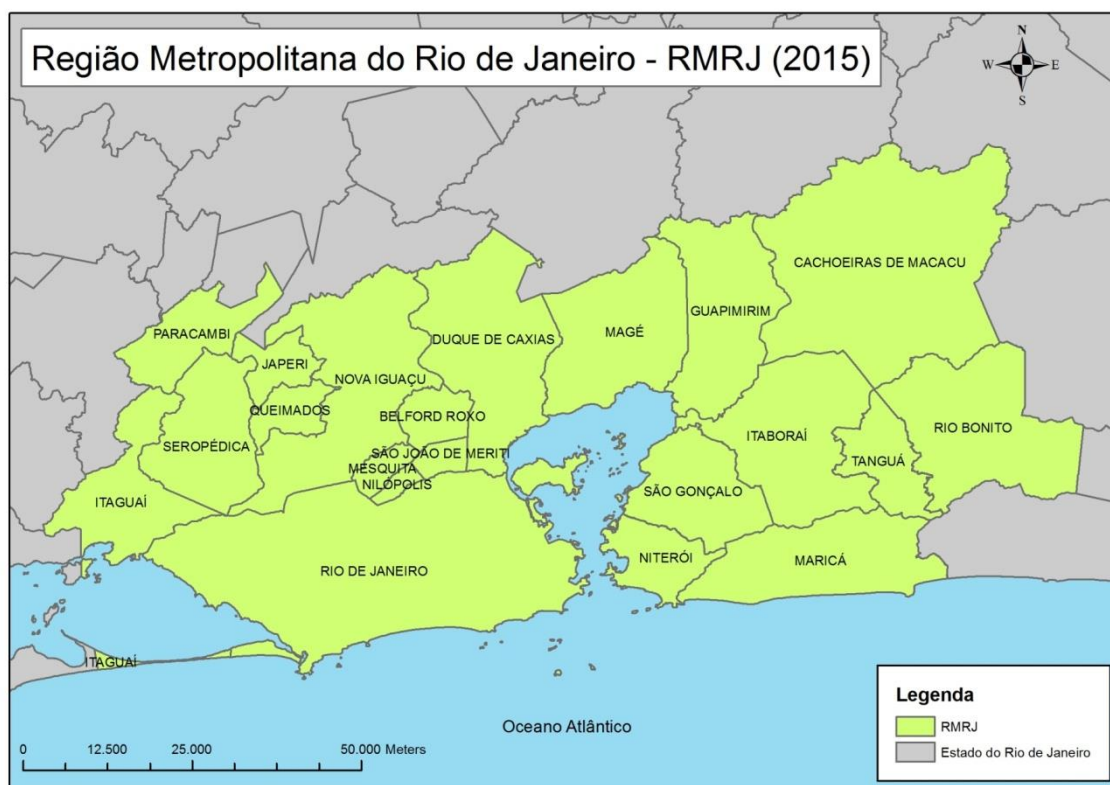 Região Metropolitana do Rio de Janeiro - RMRJ (2015)
N
W
E
S
CACHOEIRAS DE MACACU
GUAPIMIRIM
PARACAMBI
MAGÉ
DUQUE DE CAXIAS
JAPERI
NOVA IGUAÇU
QUEIMADOS
BELFORD ROXO
ITABORAÍ
RIO BONITO
SEROPÉDICA
SÃO JOÃO DE MERITI
TANGUÁ
MESQUITA
NILÓPOLIS
SÃO GONÇALO
ITAGUAÍ
NITERÓI
MARICÁ
RIO DE JANEIRO
ITAGUAÍ
Legenda
RMRJ
Estado do Rio de Janeiro
Oceano Atlântico
0 12.500 25.000 50.000 Meters